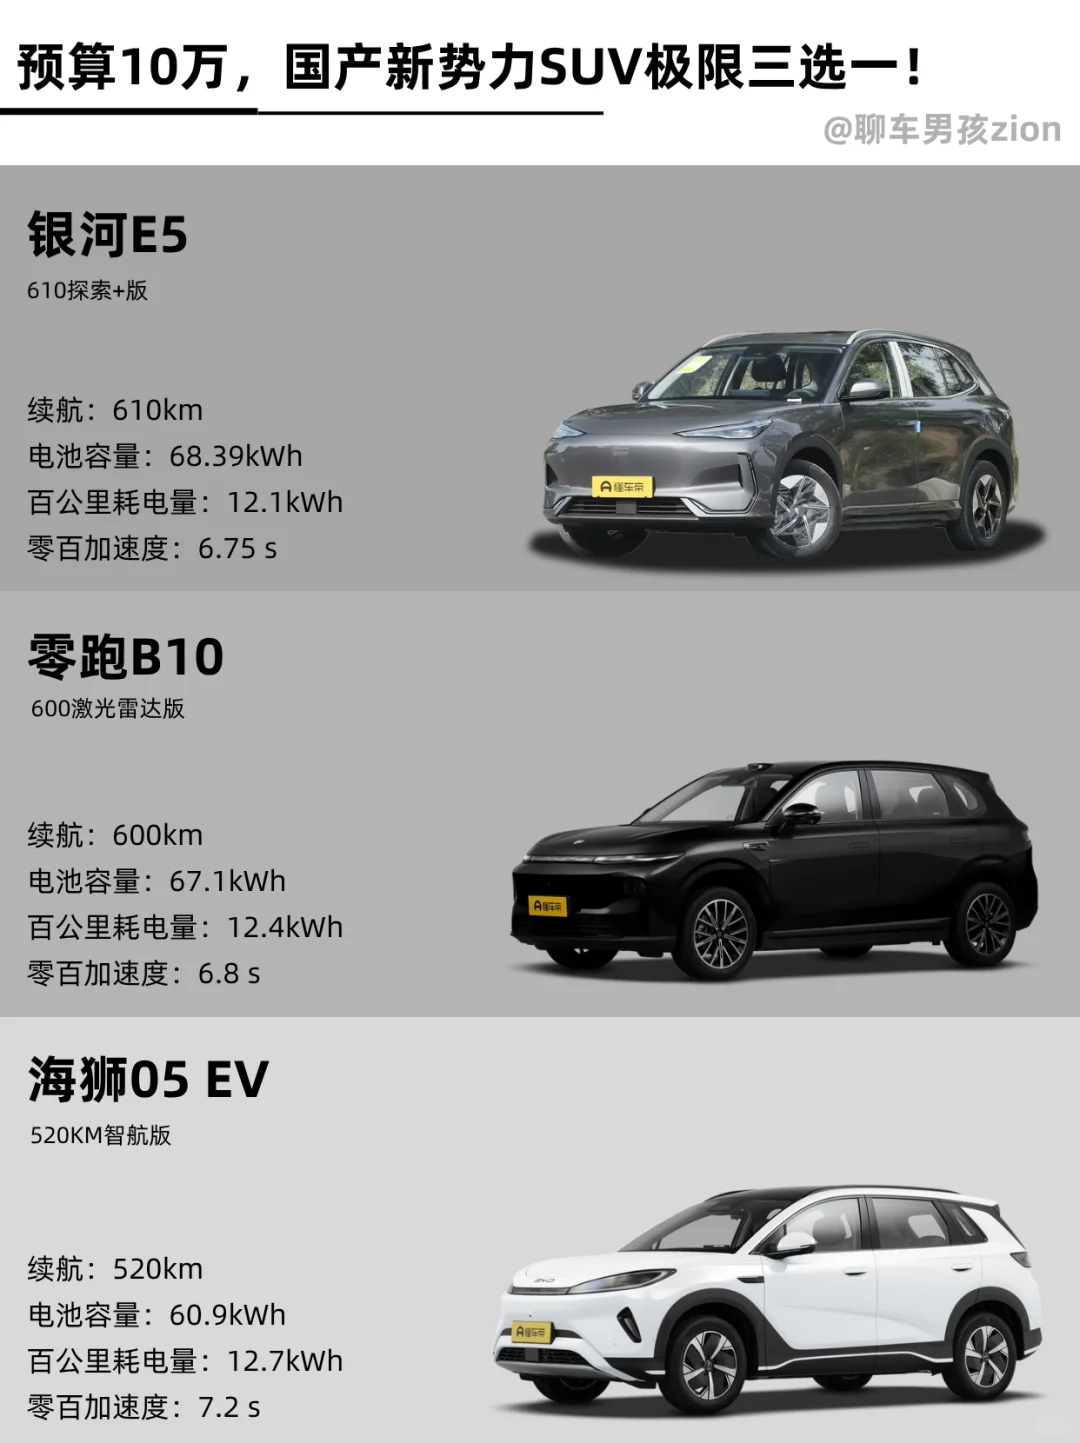 预算10万，国产新势力SUV极限三选一！
@聊车男孩zion
银河E5
610探索+版
续航：610km
电池容量：68.39kWh
百公里耗电量：12.1kWh
零百加速度：6.75 s
懂车帝
零跑B10
600激光雷达版
续航：600km
电池容量：67.1kWh
百公里耗电量：12.4kWh
零百加速度：6.8 s
懂车帝
海狮05 EV
520KM智航版
续航：520km
电池容量：60.9kWh
百公里耗电量：12.7kWh
零百加速度：7.2 s
BYD
懂车帝